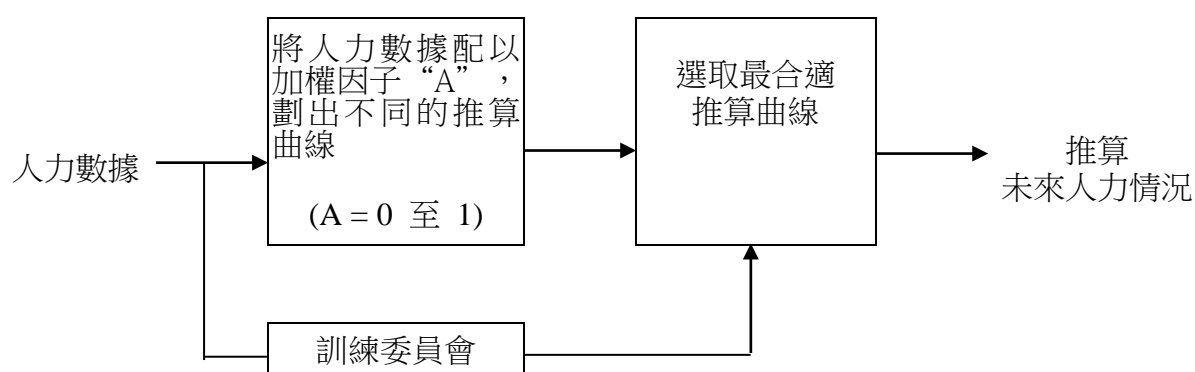 人力數據
將人力數據配以
加權因子“A”，
劃出不同的推算
曲線
(A = 0 至 1)
選取最合適
推算曲線
推算
未來人力情況
訓練委員會